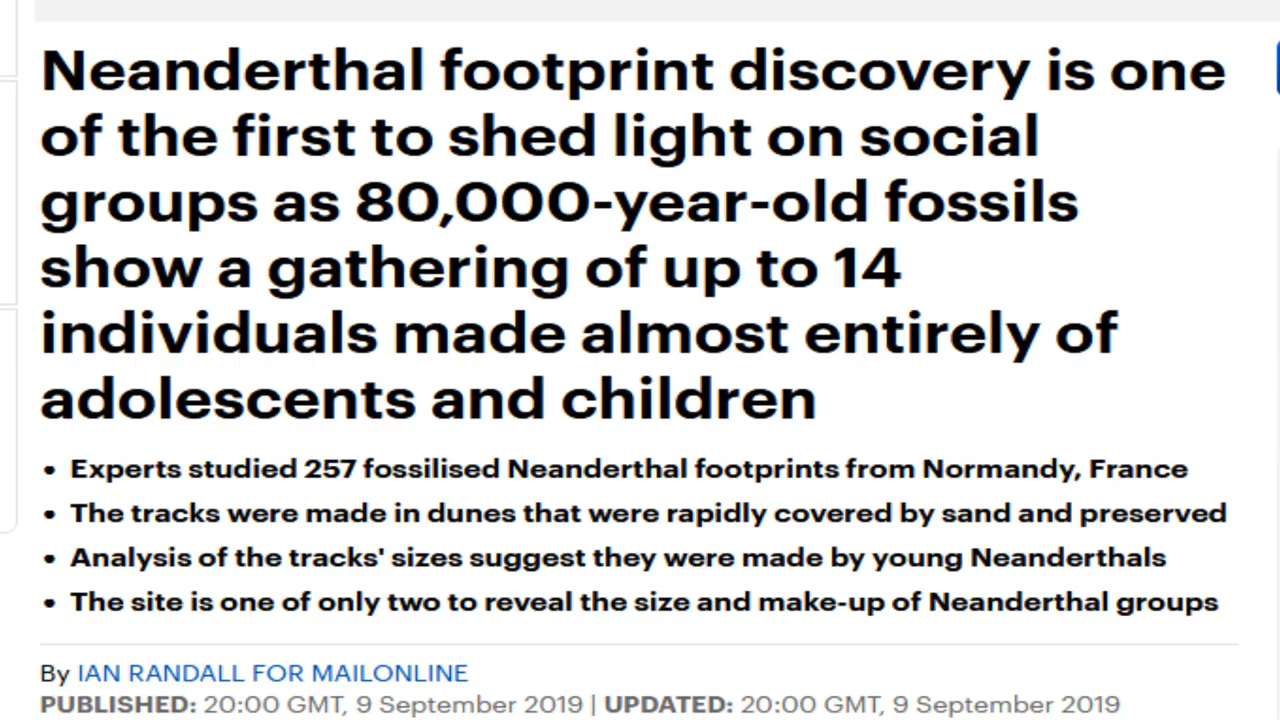 Neanderthal footprint discovery is one
of the first to shed light on social
groups as 80,000-year-old fossils
show a gathering of up to 14
individuals made almost entirely of
adolescents and children
• Experts studied 257 fossilised Neanderthal footprints from Normandy, France
• The tracks were made in dunes that were rapidly covered by sand and preserved
• Analysis of the tracks' sizes suggest they were made by young Neanderthals
• The site is one of only two to reveal the size and make-up of Neanderthal groups
By IAN RANDALL FOR MAILONLINE
PUBLISHED: 20:00 GMT, 9 September 2019 | UPDATED: 20:00 GMT, 9 September 2019